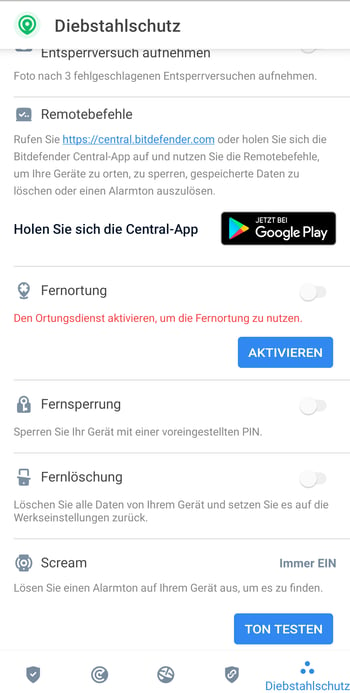 Diebstahlschutz
Entsperrversuch aufnehmen
Foto nach 3 fehlgeschlagenen Entsperrversuchen aufnehmen.
Remotebefehle
Rufen Sie https://central.bitdefender.com oder holen Sie sich die
Bitdefender Central-App auf und nutzen Sie die Remotebefehle,
um Ihre Geräte zu orten, zu sperren, gespeicherte Daten zu
löschen oder einen Alarmton auszulösen.
Holen Sie sich die Central-App
JETZT BEI
Google Play
Fernortung
Den Ortungsdienst aktivieren, um die Fernortung zu nutzen.
AKTIVIEREN
Fernsperrung
Sperren Sie Ihr Gerät mit einer voreingestellten PIN.
Fernlöschung
Löschen Sie alle Daten von Ihrem Gerät und setzen Sie es auf die
Werkseinstellungen zurück.
Scream
Immer EIN
Lösen Sie einen Alarmton auf Ihrem Gerät aus, um es zu finden.
TON TESTEN
Diebstahlschutz